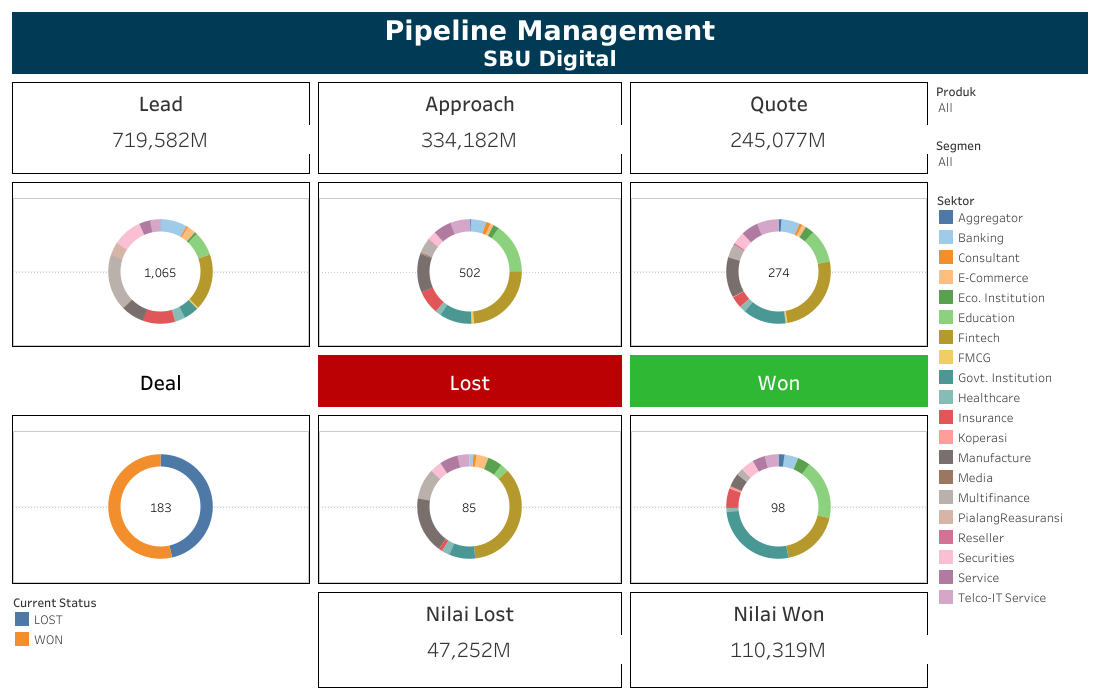 Pipeline Management
SBU Digital
Lead
719,582M
Approach
334,182M
Quote
245,077M
Produk
All
Segmen
All
1,065
502
274
Sektor
Aggregator
Banking
Consultant
E-Commerce
Eco. Institution
Education
Fintech
FMCG
Govt. Institution
Healthcare
Insurance
Koperasi
Manufacture
Media
Multifinance
PialangReasuransi
Reseller
Securities
Service
Telco-IT Service
Deal
Lost
Won
183
85
98
Current Status
LOST
WON
Nilai Lost
47,252M
Nilai Won
110,319M